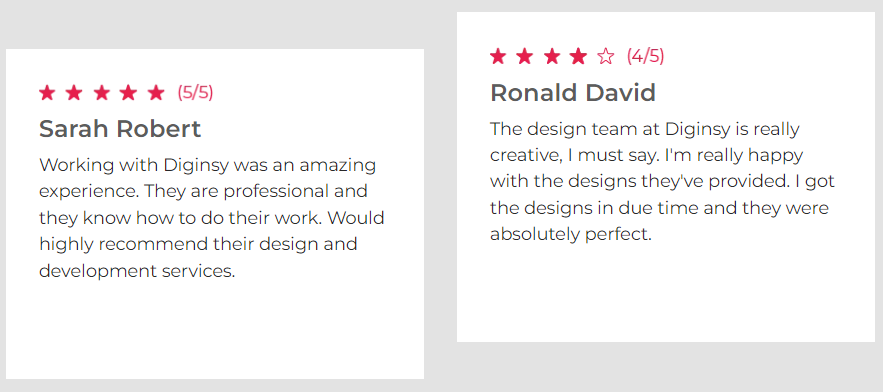 (5/5)
Sarah Robert
Working with Diginsy was an amazing
experience. They are professional and
they know how to do their work. Would
highly recommend their design and
development services.
(4/5)
Ronald David
The design team at Diginsy is really
creative, I must say. I'm really happy
with the designs they've provided. I got
the designs in due time and they were
absolutely perfect.